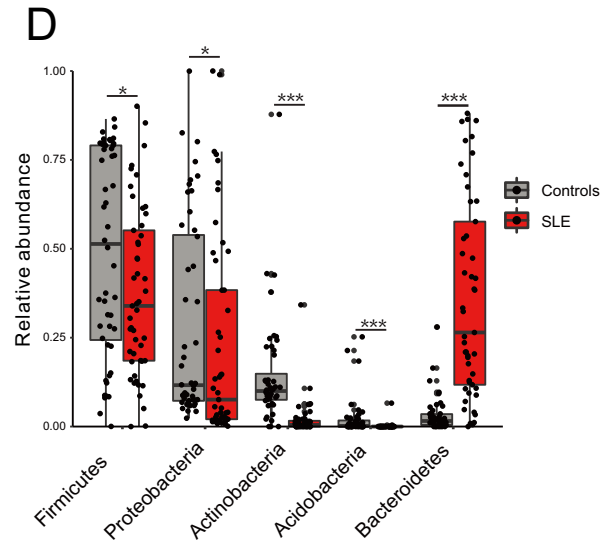 D
Relative abundance
1.00
0.75
0.50
0.25
0.00
*
*
***
***
***
Firmicutes
Proteobacteria
Actinobacteria
Acidobacteria
Bacteroidetes
Controls
SLE